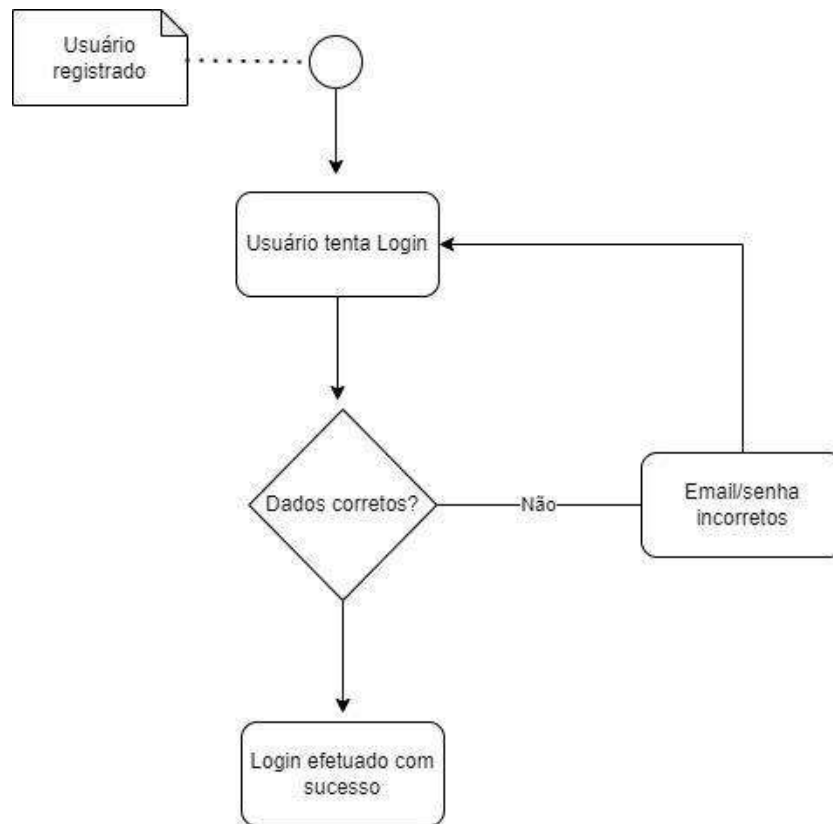 Usuário
registrado
Usuário tenta Login
Dados corretos?
Não
Email/senha
incorretos
Login efetuado com
sucesso